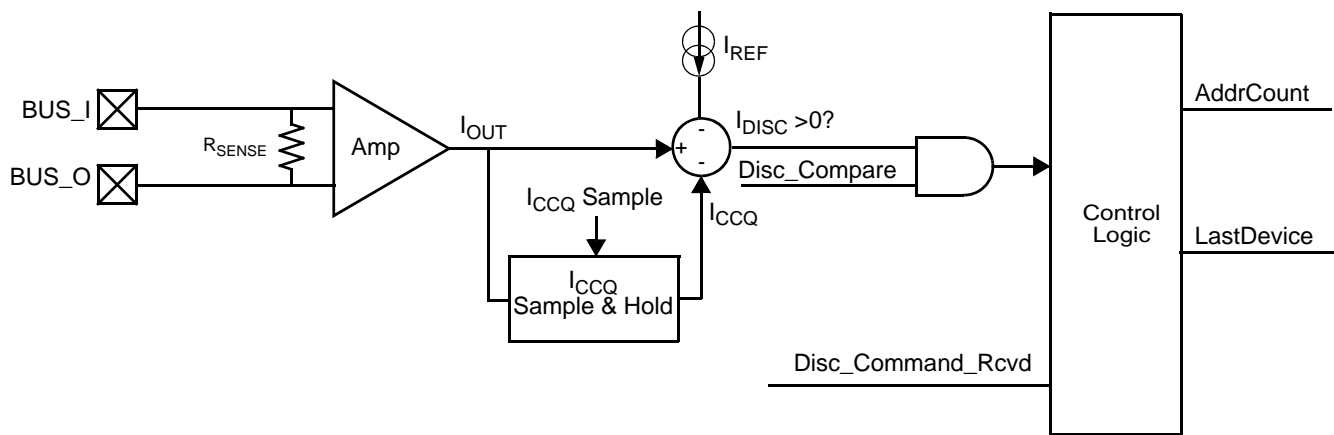 I_REF
BUS_I
AddrCount
I_OUT
-
I_DISC >0?
R_SENSE
Amp
+
-
BUS_O
Disc_Compare
I_CCQ Sample
I_CCQ
Control
Logic
LastDevice
I_CCQ
Sample & Hold
Disc_Command_Rcvd